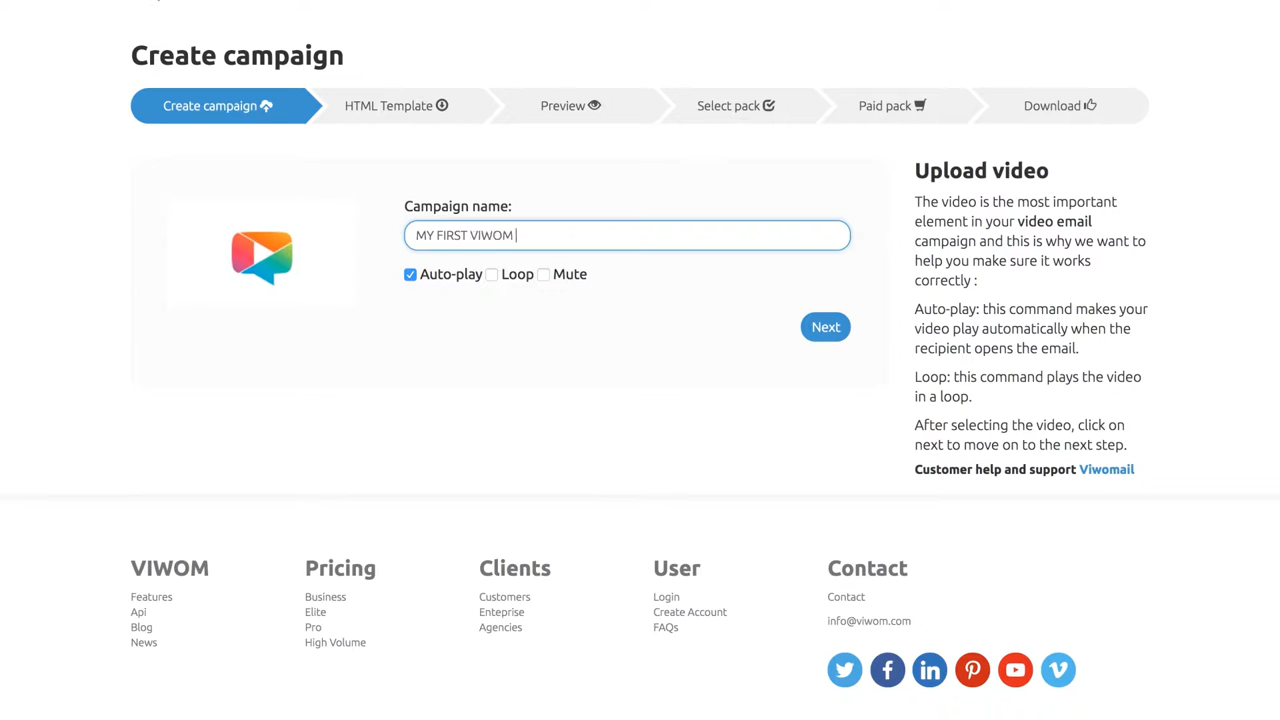 Create campaign
Create campaign
HTML Template
Preview
Select pack
Paid pack
Download
Campaign name:
MY FIRST VIWOM
Auto-play Loop Mute
Next
Upload video
The video is the most important
element in your video email
campaign and this is why we want to
help you make sure it works
correctly :
Auto-play: this command makes your
video play automatically when the
recipient opens the email.
Loop: this command plays the video
in a loop.
After selecting the video, click on
next to move on to the next step.
Customer help and support Viwomail
VIWOM
Features
Api
Blog
News
Pricing
Business
Elite
Pro
High Volume
Clients
Customers
Enteprise
Agencies
User
Login
Create Account
FAQs
Contact
Contact
info@viwom.com